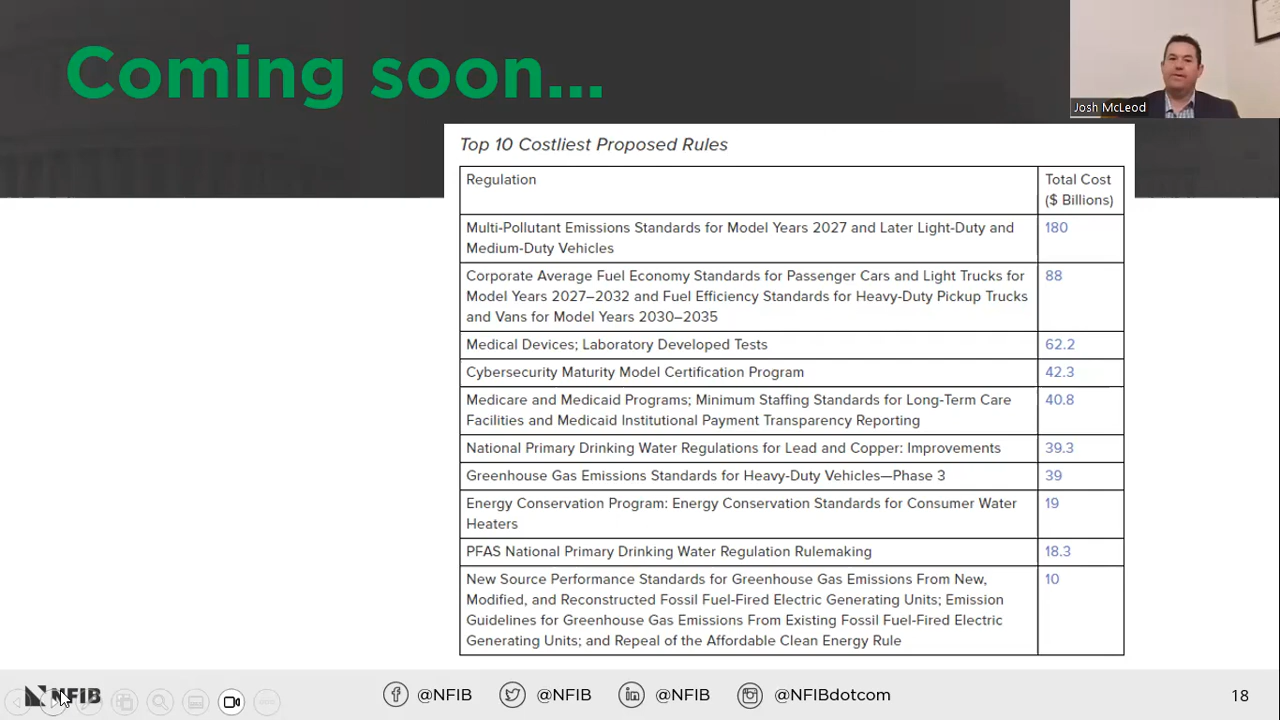 Coming soon...
Josh McLeod
Top 10 Costliest Proposed Rules
Regulation
Total Cost
($ Billions)
Multi-Pollutant Emissions Standards for Model Years 2027 and Later Light-Duty and
Medium-Duty Vehicles
180
Corporate Average Fuel Economy Standards for Passenger Cars and Light Trucks for
Model Years 2027–2032 and Fuel Efficiency Standards for Heavy-Duty Pickup Trucks
and Vans for Model Years 2030–2035
88
Medical Devices; Laboratory Developed Tests
62.2
Cybersecurity Maturity Model Certification Program
42.3
Medicare and Medicaid Programs; Minimum Staffing Standards for Long-Term Care
Facilities and Medicaid Institutional Payment Transparency Reporting
40.8
National Primary Drinking Water Regulations for Lead and Copper: Improvements
39.3
Greenhouse Gas Emissions Standards for Heavy-Duty Vehicles—Phase 3
39
Energy Conservation Program: Energy Conservation Standards for Consumer Water
Heaters
19
PFAS National Primary Drinking Water Regulation Rulemaking
18.3
New Source Performance Standards for Greenhouse Gas Emissions From New,
Modified, and Reconstructed Fossil Fuel-Fired Electric Generating Units; Emission
Guidelines for Greenhouse Gas Emissions From Existing Fossil Fuel-Fired Electric
Generating Units; and Repeal of the Affordable Clean Energy Rule
10
NFIB
@NFIB
@NFIB
@NFIB
@NFIBdotcom
18